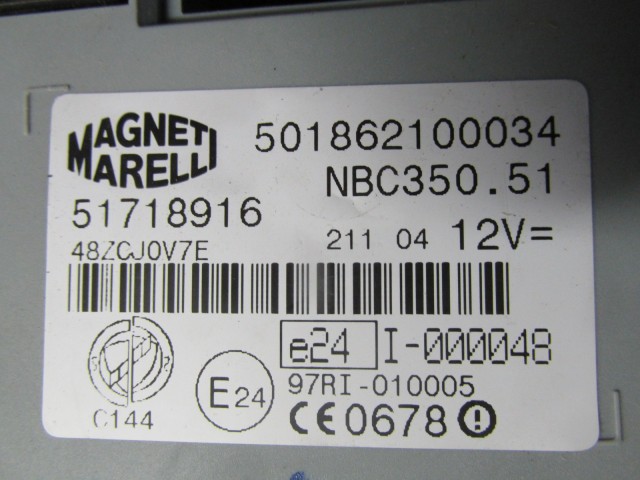 MAGNETI
MARELLI
501862100034
NBC350.51
51718916
48ZCJ0V7E
211 04 12V=
e24 I-000048
97RI-010005
E24
C144
CE0678